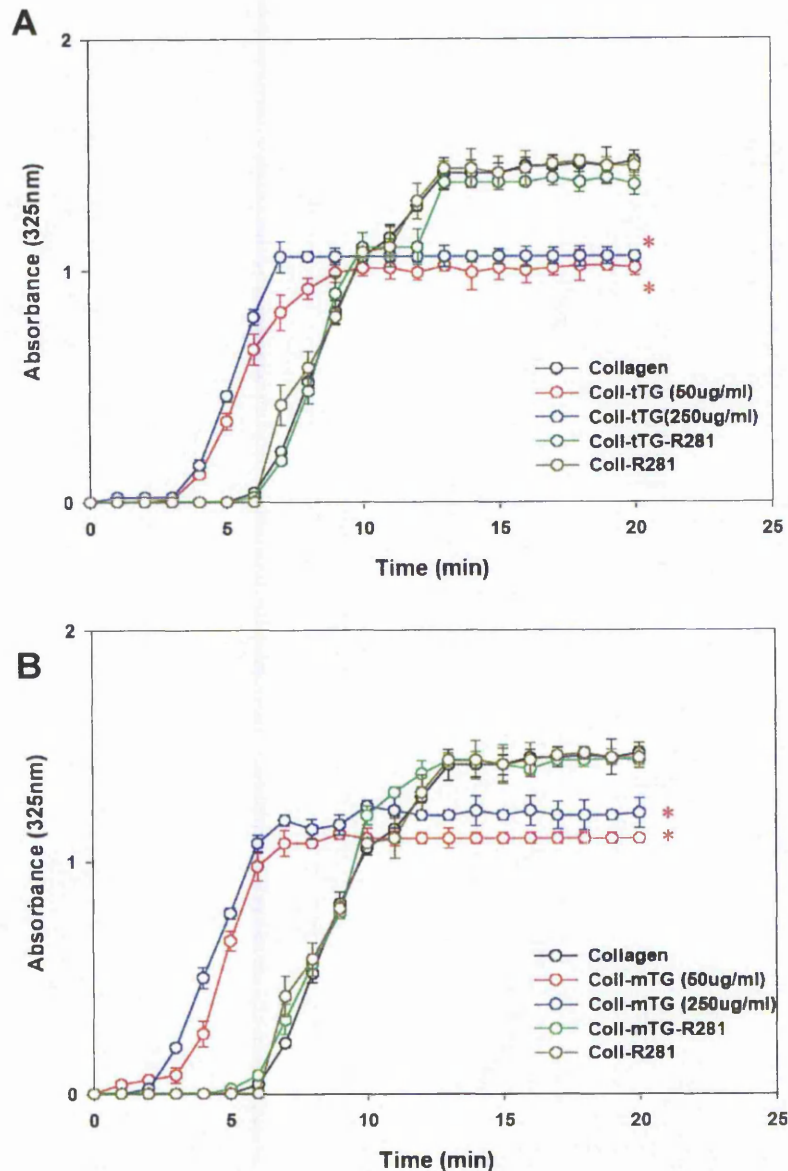 A
2
1
0
Absorbance (325nm)
*
*
Collagen
Coll-tTG (50ug/ml)
Coll-tTG(250ug/ml)
Coll-tTG-R281
Coll-R281
0 5 10 15 20 25
Time (min)
B
2
1
0
Absorbance (325nm)
*
*
Collagen
Coll-mTG (50ug/ml)
Coll-mTG (250ug/ml)
Coll-mTG-R281
Coll-R281
0 5 10 15 20 25
Time (min)